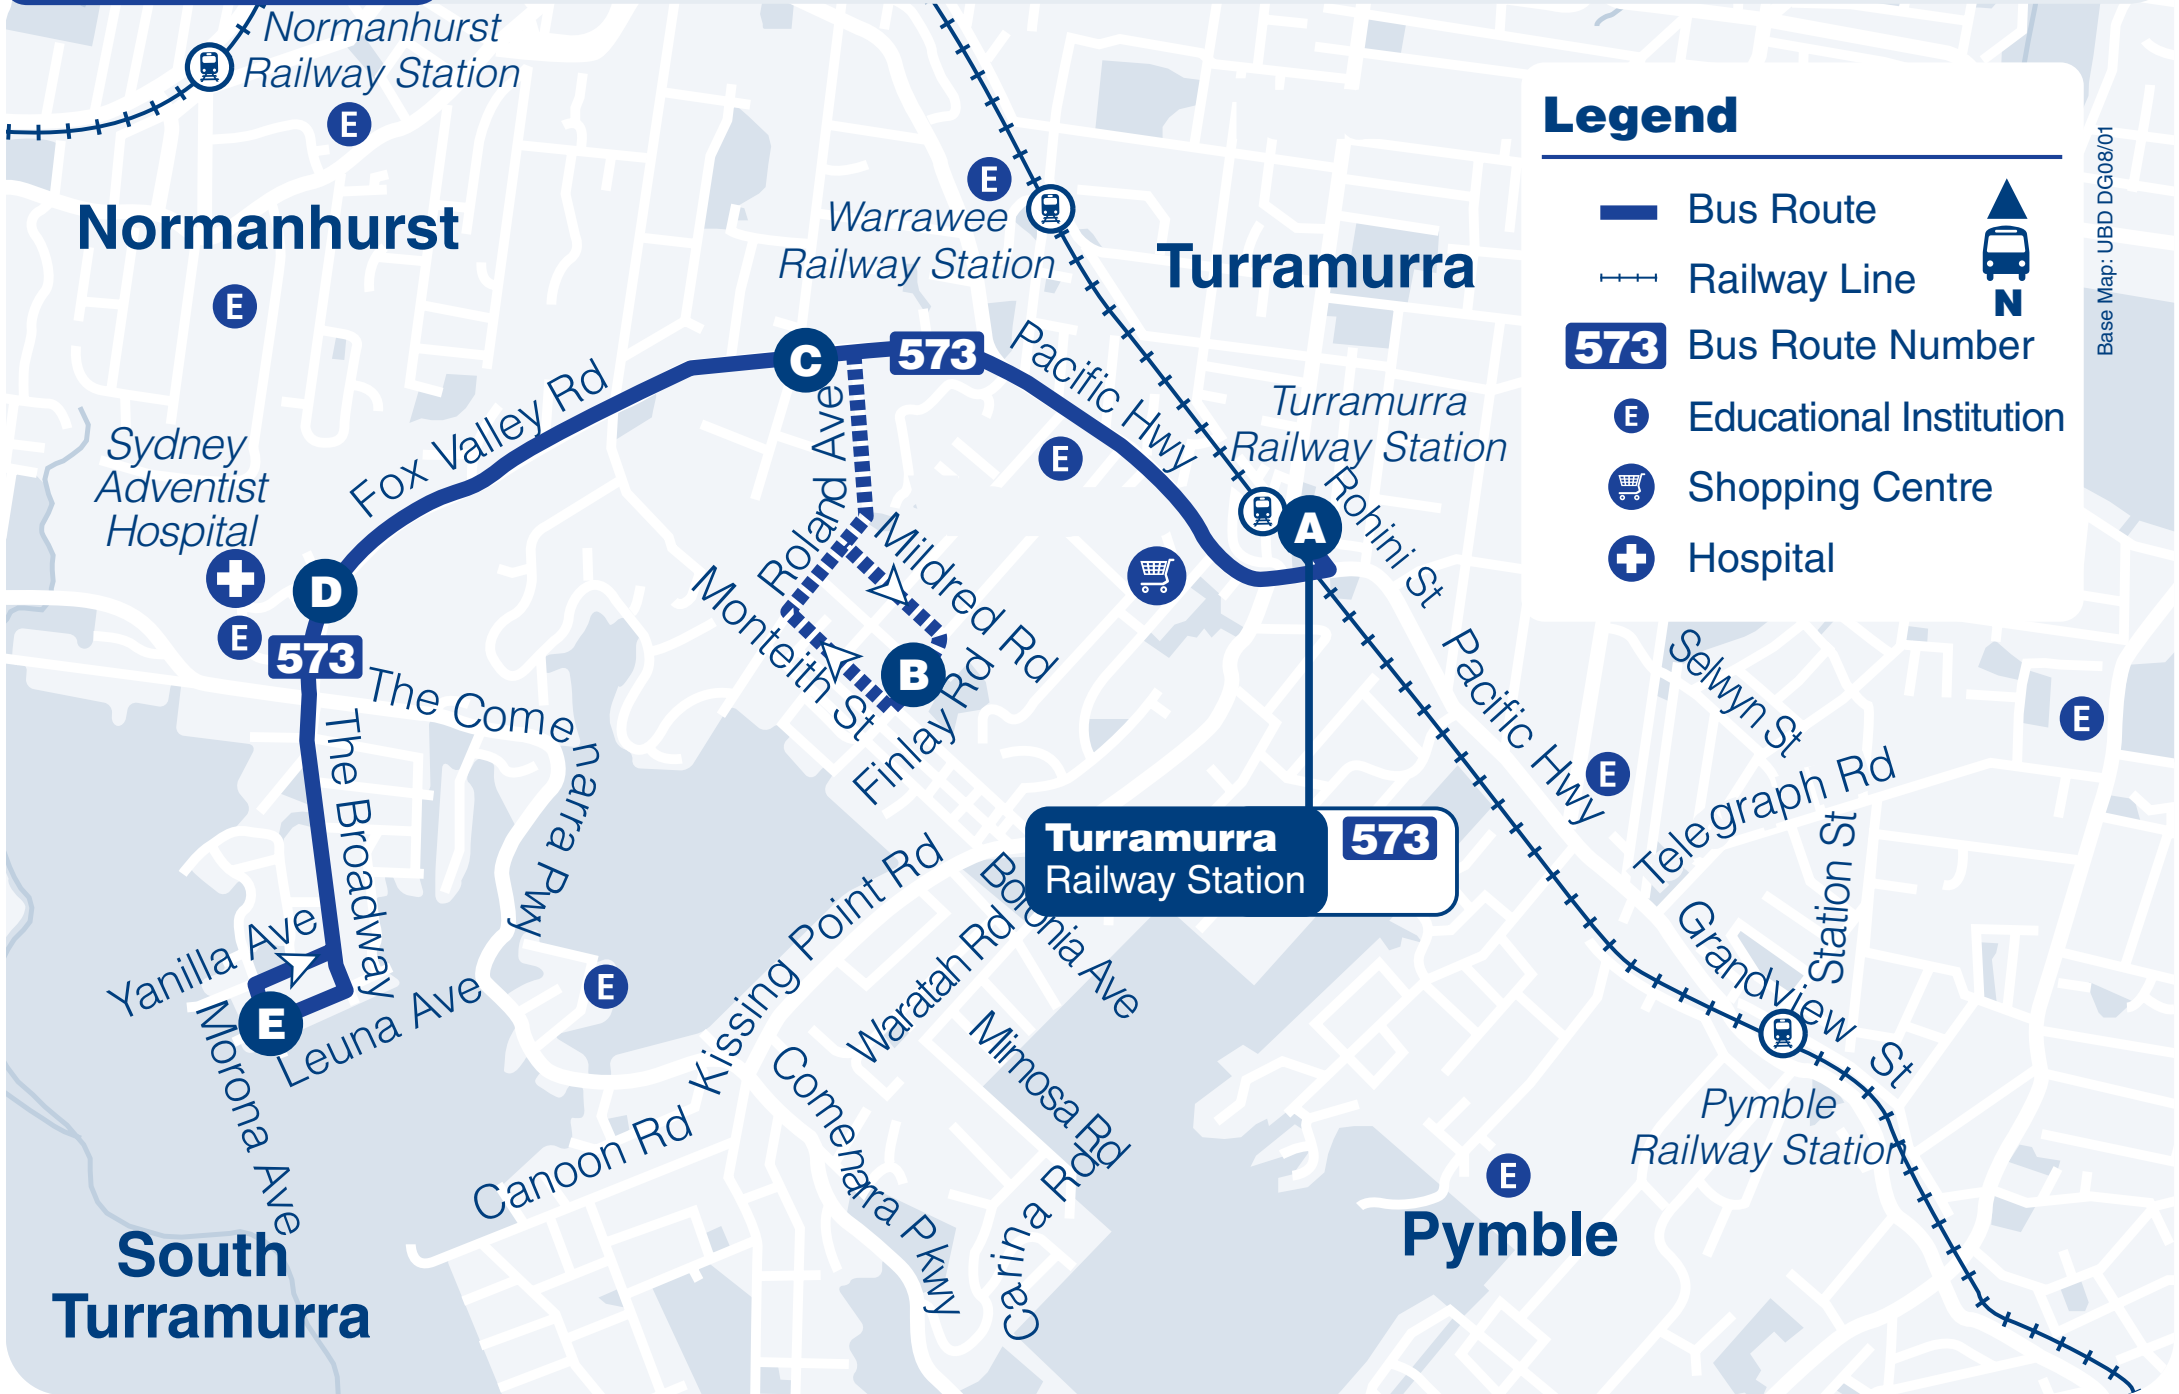 Normanhurst
Railway Station
E
Normanhurst
E
E
Warrawee
Railway Station
Turramurra
Legend
Bus Route
Railway Line
N
573 Bus Route Number
E Educational Institution
Shopping Centre
Hospital
Base Map: UBD DG08/01
C
573
Pacific Hwy
Fox Valley Rd
Roland Ave
Roland Ave
E
Turramurra
Railway Station
A
Rohini St
Sydney
Adventist
Hospital
D
E
573
The Comenarra Pwy
The Broadway
Mildred Rd
Monteith St
B
Finlay Rd
Pacific Hwy
Selwyn St
E
E
Telegraph Rd
Station St
Turramurra
Railway Station
573
Kissing Point Rd
Boronia Ave
Waratah Rd
Mimosa Rd
Grandview St
Yanilla Ave
Morona Ave
E
Leuna Ave
E
Canoon Rd
Comenarra Pkwy
Carina Rd
Pymble
Railway Station
E
Pymble
South
Turramurra